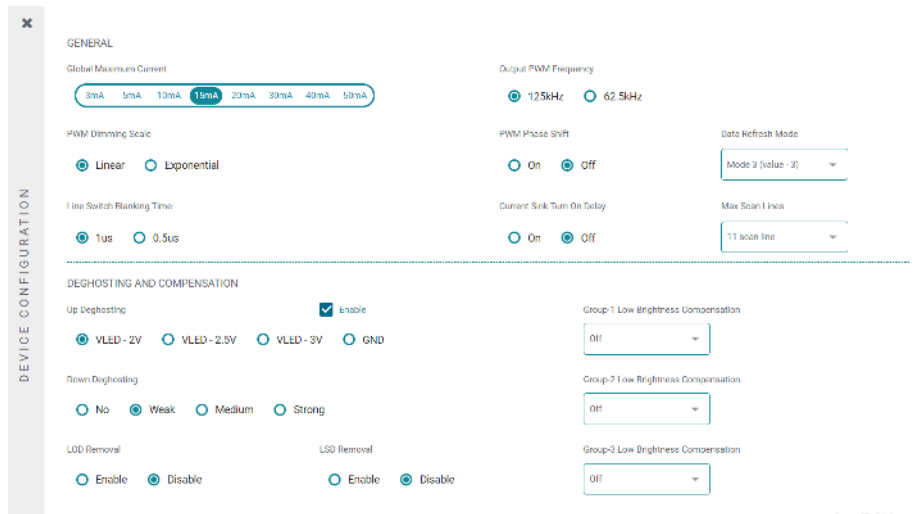 ✖
DEVICE CONFIGURATION
GENERAL
Global Maximum Current
3mA 5mA 10mA 15mA 20mA 30mA 40mA 50mA
Output PWM Frequency
125kHz 62.5kHz
PWM Dimming Scale
Linear Exponential
PWM Phase Shift
On Off
Data Refresh Mode
Mode 3 (value - 3)
Line Switch Blanking Time
1us 0.5us
Current Sink Turn On Delay
On Off
Max Scan Lines
11 scan line
DEGHOSTING AND COMPENSATION
Up Deghosting
Enable
VLED - 2V VLED - 2.5V VLED - 3V GND
Group-1 Low Brightness Compensation
Off
Down Deghosting
No Weak Medium Strong
Group-2 Low Brightness Compensation
Off
LOD Removal
Enable Disable
LSD Removal
Enable Disable
Group-3 Low Brightness Compensation
Off